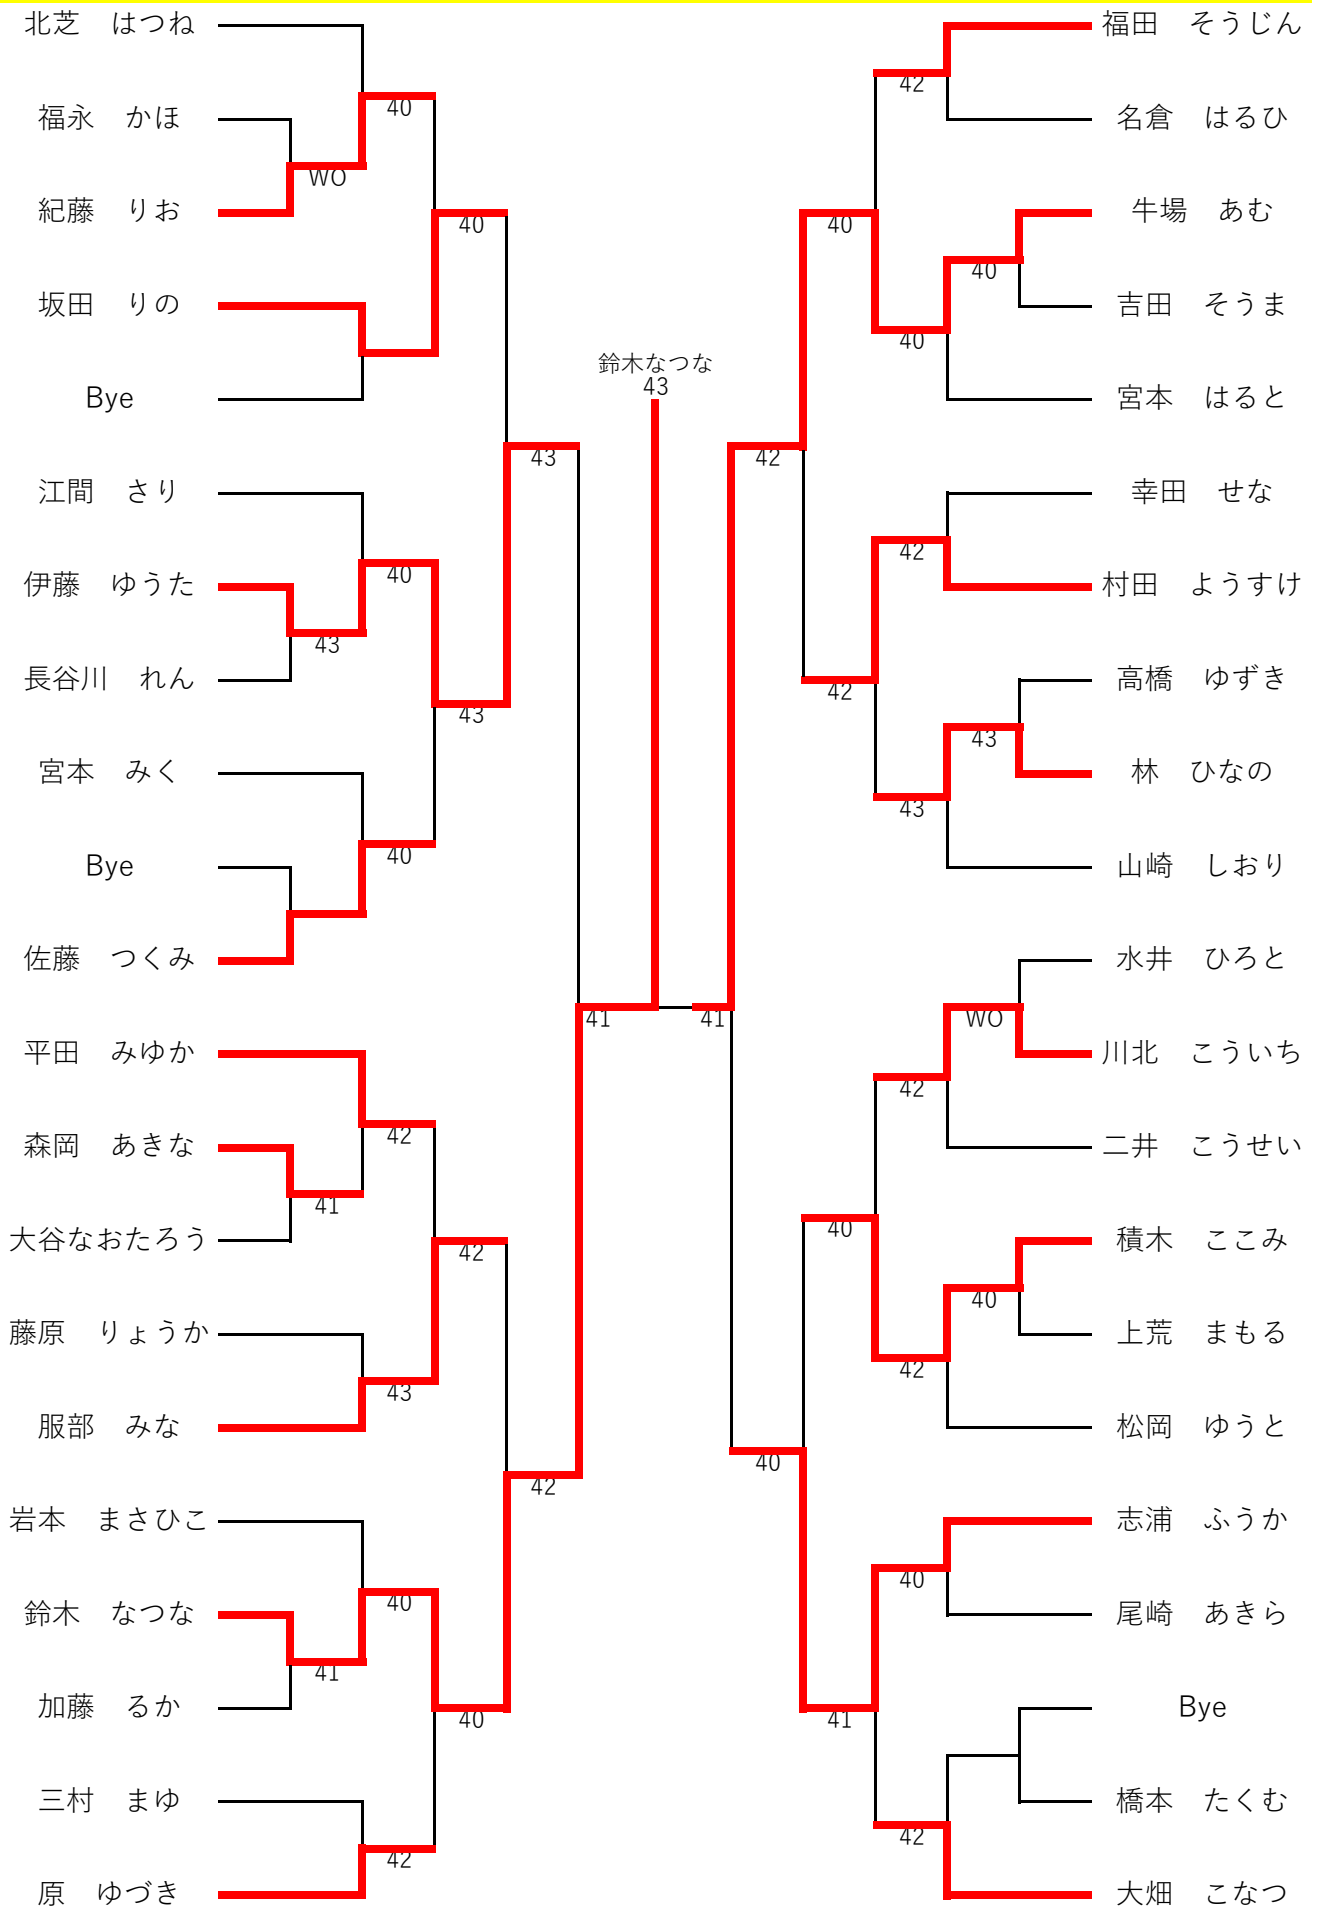 北芝　はつね
福永　かほ
紀藤　りお
坂田　りの
Bye
江間　さり
伊藤　ゆうた
長谷川　れん
宮本　みく
Bye
佐藤　つくみ
平田　みゆか
森岡　あきな
大谷なおたろう
藤原　りょうか
服部　みな
岩本　まさひこ
鈴木　なつな
加藤　るか
三村　まゆ
原　ゆづき
WO
43
41
41
40
40
40
42
43
40
42
40
43
42
40
43
42
41
鈴木なつな
43
41
42
40
40
42
40
41
42
40
42
43
42
42
40
42
40
43
WO
40
福田　そうじん
名倉　はるひ
牛場　あむ
吉田　そうま
宮本　はると
幸田　せな
村田　ようすけ
高橋　ゆずき
林　ひなの
山崎　しおり
水井　ひろと
川北　こういち
二井　こうせい
積木　ここみ
上荒　まもる
松岡　ゆうと
志浦　ふうか
尾崎　あきら
Bye
橋本　たくむ
大畑　こなつ